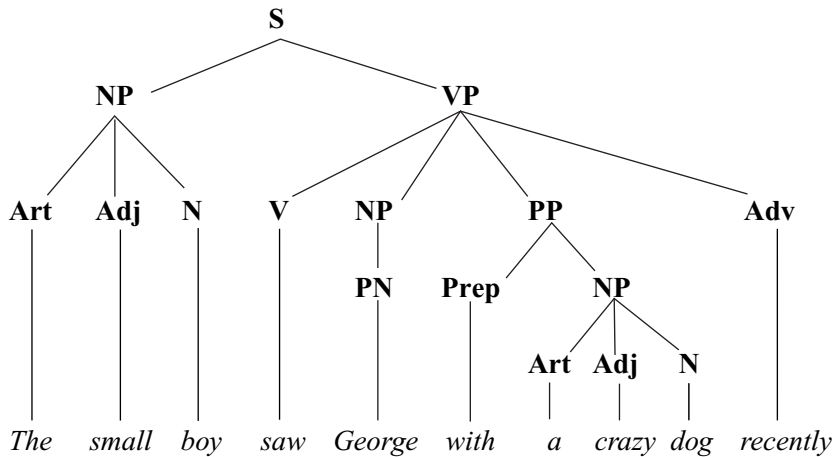 S
NP VP
Art Adj N V NP PP Adv
PN Prep NP
Art Adj N
The small boy saw George with a crazy dog recently